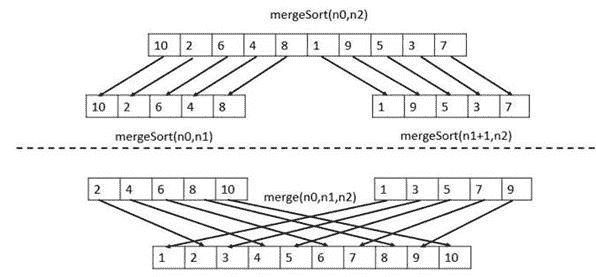 mergeSort(n0,n2)
10 2 6 4 8 1 9 5 3 7
10 2 6 4 8 1 9 5 3 7
mergeSort(n0,n1) mergeSort(n1+1,n2)
2 4 6 8 10 1 3 5 7 9
merge(n0,n1,n2)
1 2 3 4 5 6 7 8 9 10